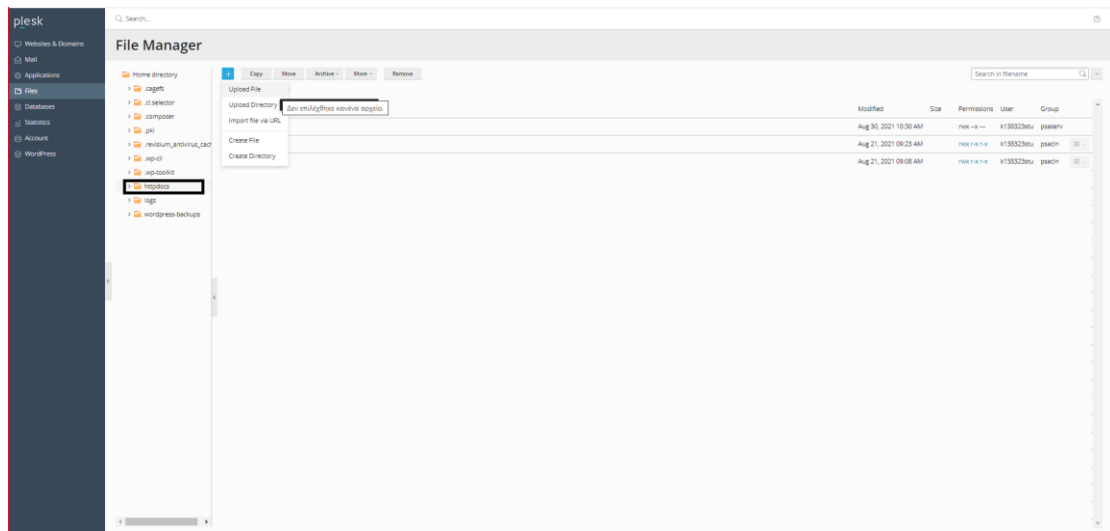 plesk
Search...
Websites & Domains
Mail
Applications
Files
Databases
Statistics
Account
WordPress
File Manager
Home directory
.cagefs
.cl.selector
.composer
.pki
.revisium_antivirus_cach
.wp-cli
.wp-toolkit
httpdocs
logs
wordpress-backups
+ Copy Move Archive More Remove
Search in filename
Upload File
Upload Directory
Δεν επιλέχθηκε κανένα αρχείο.
Import file via URL
Create File
Create Directory
Modified Size Permissions User Group
Aug 30, 2021 10:30 AM rwx --x --- k138323stu psaserv
Aug 21, 2021 09:23 AM rwx r-x r-x k138323stu psacln
Aug 21, 2021 09:08 AM rwx r-x r-x k138323stu psacln